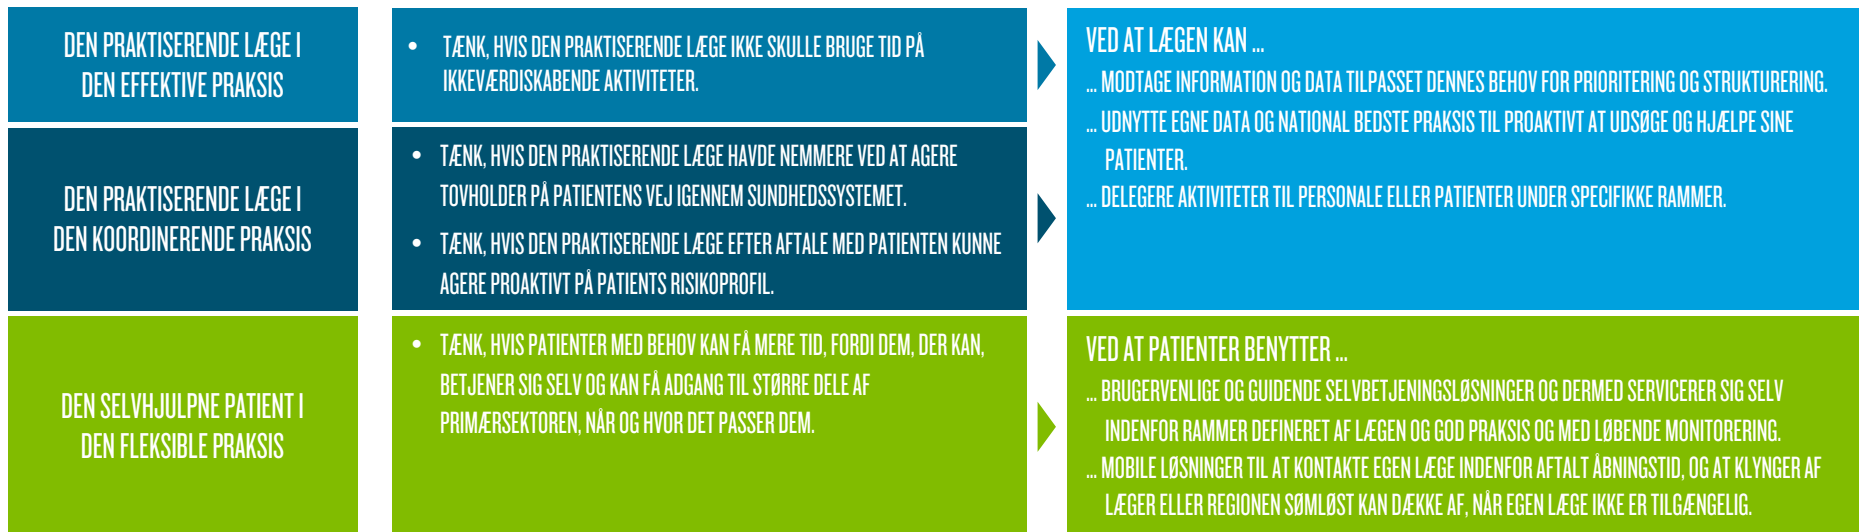 DEN PRAKTISERENDE LÆGE I
DEN EFFEKTIVE PRAKSIS
• TÆNK, HVIS DEN PRAKTISERENDE LÆGE IKKE SKULLE BRUGE TID PÅ
IKKEVÆRDISKABENDE AKTIVITETER.
DEN PRAKTISERENDE LÆGE I
DEN KOORDINERENDE PRAKSIS
• TÆNK, HVIS DEN PRAKTISERENDE LÆGE HAVDE NEMMERE VED AT AGERE
TOVHOLDER PÅ PATIENTENS VEJ IGENNEM SUNDHEDSSYSTEMET.
• TÆNK, HVIS DEN PRAKTISERENDE LÆGE EFTER AFTALE MED PATIENTEN KUNNE
AGERE PROAKTIVT PÅ PATIENTS RISIKOPROFIL.
VED AT LÆGEN KAN ...
... MODTAGE INFORMATION OG DATA TILPASSET DENNES BEHOV FOR PRIORITERING OG STRUKTURERING.
... UDNYTTE EGNE DATA OG NATIONAL BEDSTE PRAKSIS TIL PROAKTIVT AT UDSØGE OG HJÆLPE SINE
PATIENTER.
... DELEGERE AKTIVITETER TIL PERSONALE ELLER PATIENTER UNDER SPECIFIKKE RAMMER.
DEN SELVHJULPNE PATIENT I
DEN FLEKSIBLE PRAKSIS
• TÆNK, HVIS PATIENTER MED BEHOV KAN FÅ MERE TID, FORDI DEM, DER KAN,
BETJENER SIG SELV OG KAN FÅ ADGANG TIL STØRRE DELE AF
PRIMÆRSEKTOREN, NÅR OG HVOR DET PASSER DEM.
VED AT PATIENTER BENYTTER ...
... BRUGERVENLIGE OG GUIDENDE SELVBETJENINGSLØSNINGER OG DERMED SERVICERER SIG SELV
INDENFOR RAMMER DEFINERET AF LÆGEN OG GOD PRAKSIS OG MED LØBENDE MONITORERING.
... MOBILE LØSNINGER TIL AT KONTAKTE EGEN LÆGE INDENFOR AFTALT ÅBNINGSTID, OG AT KLYNGER AF
LÆGER ELLER REGIONEN SØMLØST KAN DÆKKE AF, NÅR EGEN LÆGE IKKE ER TILGÆNGELIG.